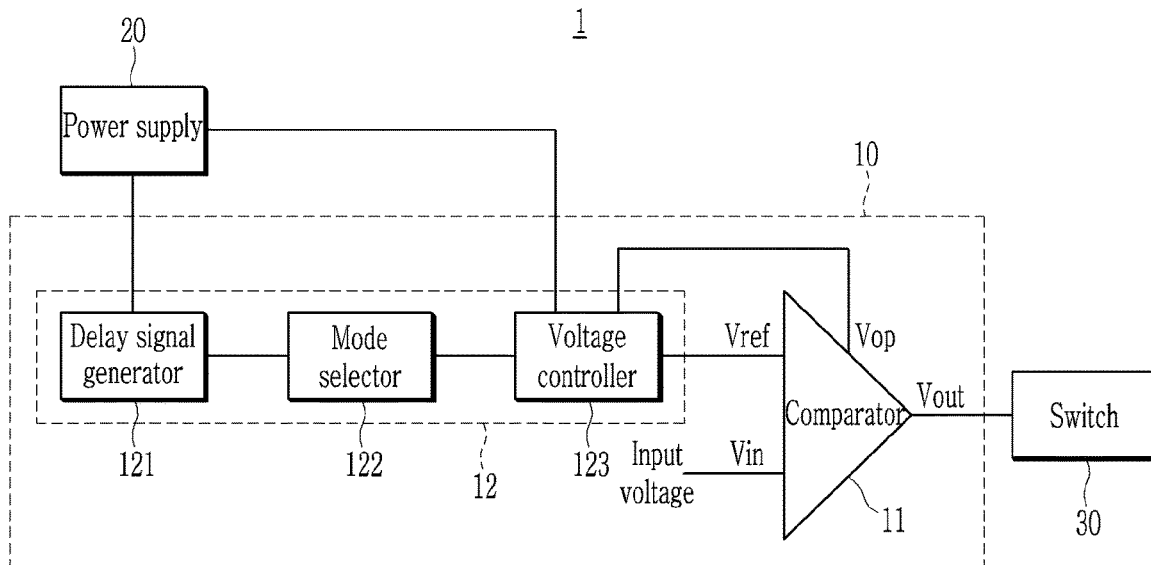 1
20
Power supply
10
Delay signal
generator
Mode
selector
Voltage
controller
Vref
Vop
Comparator
Vout
Switch
121
122
12
123
Input
voltage
Vin
11
30